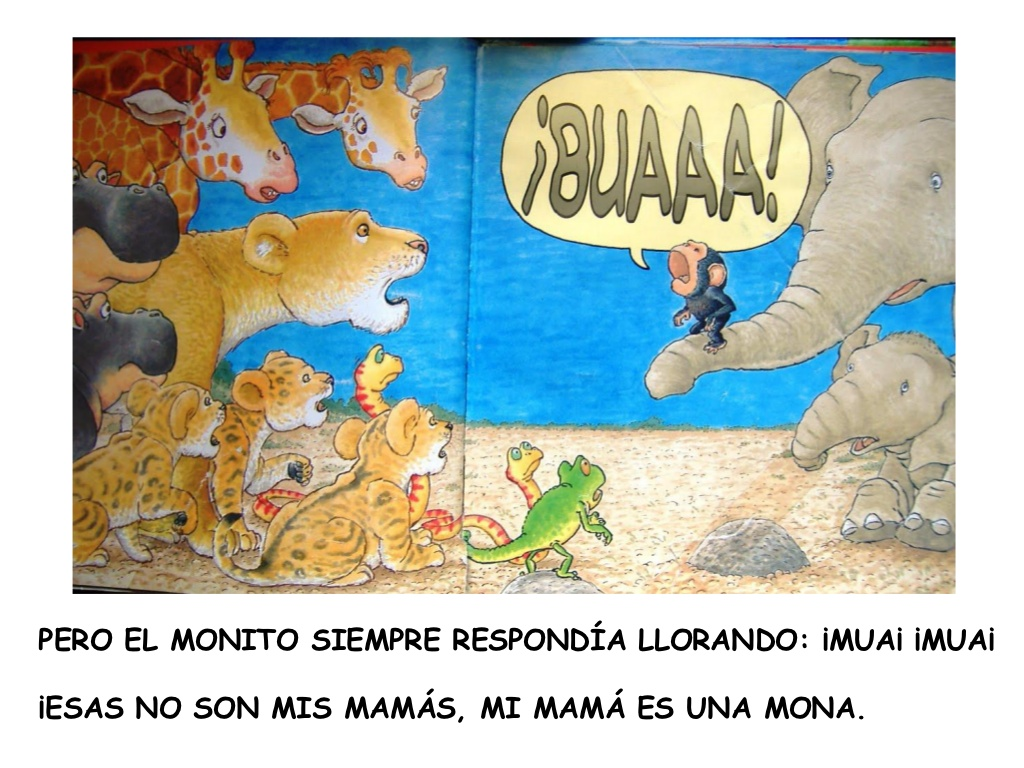 ¡BUAAA!
PERO EL MONITO SIEMPRE RESPONDÍA LLORANDO: ¡MUA¡ ¡MUA¡
¡ESAS NO SON MIS MAMÁS, MI MAMÁ ES UNA MONA.